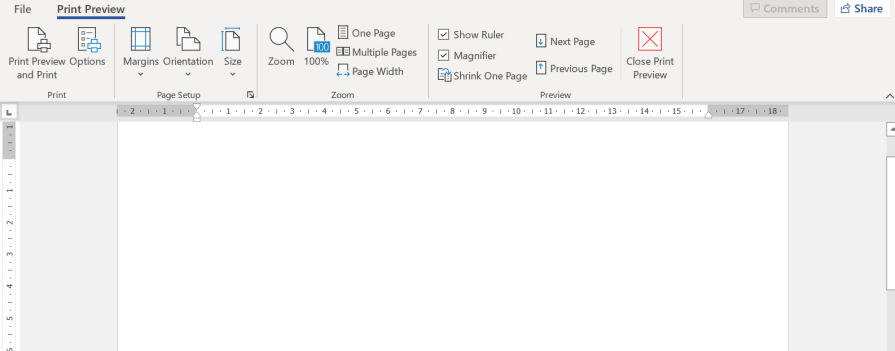 File Print Preview Comments Share
Print Preview and Print
Options
Print
Margins
Orientation
Size
Page Setup
Zoom
100
100%
One Page
Multiple Pages
Page Width
Zoom
Show Ruler
Magnifier
Shrink One Page
Next Page
Previous Page
Close Print Preview
Preview
2 1 1 2 3 4 5 6 7 8 9 10 11 12 13 14 15 17 18
1
1
2
3
4
5